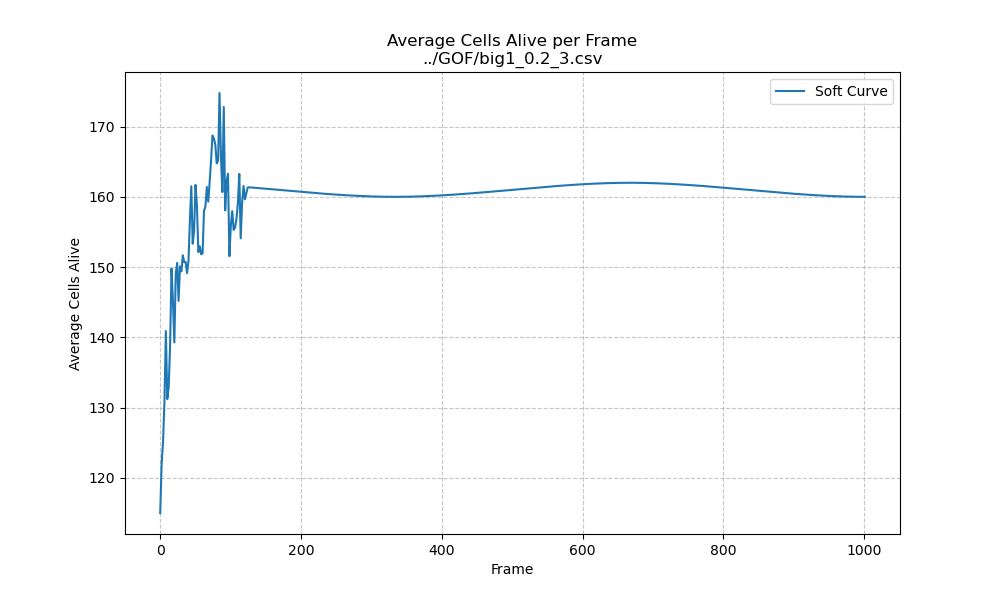 Average Cells Alive per Frame
../GOF/big1_0.2_3.csv
Soft Curve
170
160
150
140
130
120
Average Cells Alive
0 200 400 600 800 1000
Frame